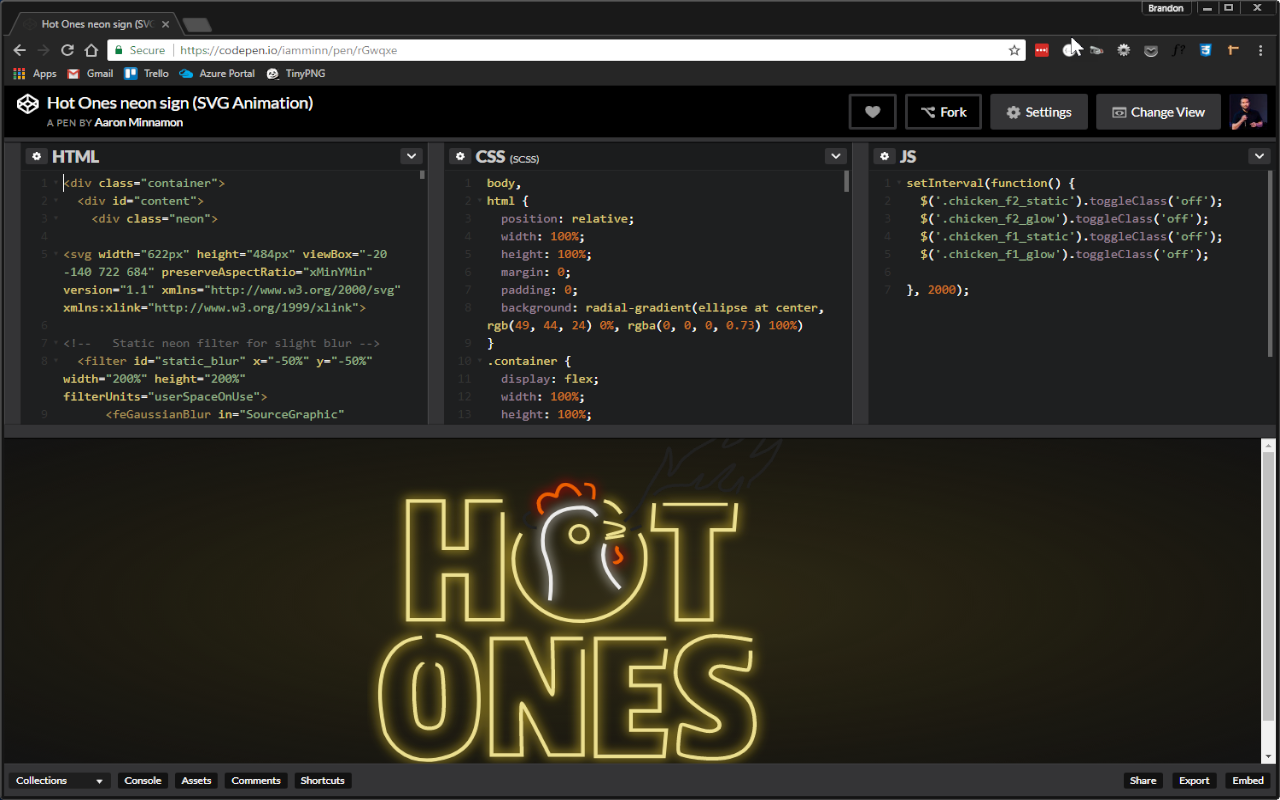 Brandon
Hot Ones neon sign (SVG
Secure https://codepen.io/iamminn/pen/rGwqxe
Apps Gmail Trello Azure Portal TinyPNG
Hot Ones neon sign (SVG Animation)
A PEN BY Aaron Minnamon
Fork Settings Change View
HTML
1 <div class="container">
2 <div id="content">
3 <div class="neon">
4
5 <svg width="622px" height="484px" viewBox="-20
-140 722 684" preserveAspectRatio="xMinYMin"
version="1.1" xmlns="http://www.w3.org/2000/svg"
xmlns:xlink="http://www.w3.org/1999/xlink">
6
7 <!-- Static neon filter for slight blur -->
8 <filter id="static_blur" x="-50%" y="-50%"
width="200%" height="200%"
filterUnits="userSpaceOnUse">
9 <feGaussianBlur in="SourceGraphic"
CSS (SCSS)
1 body,
2 html {
3 position: relative;
4 width: 100%;
5 height: 100%;
6 margin: 0;
7 padding: 0;
8 background: radial-gradient(ellipse at center,
rgb(49, 44, 24) 0%, rgba(0, 0, 0, 0.73) 100%)
9 }
10 .container {
11 display: flex;
12 width: 100%;
13 height: 100%;
JS
1 setInterval(function() {
2 $('.chicken_f2_static').toggleClass('off');
3 $('.chicken_f2_glow').toggleClass('off');
4 $('.chicken_f1_static').toggleClass('off');
5 $('.chicken_f1_glow').toggleClass('off');
6
7 }, 2000);
HOT
ONES
Collections Console Assets Comments Shortcuts Share Export Embed